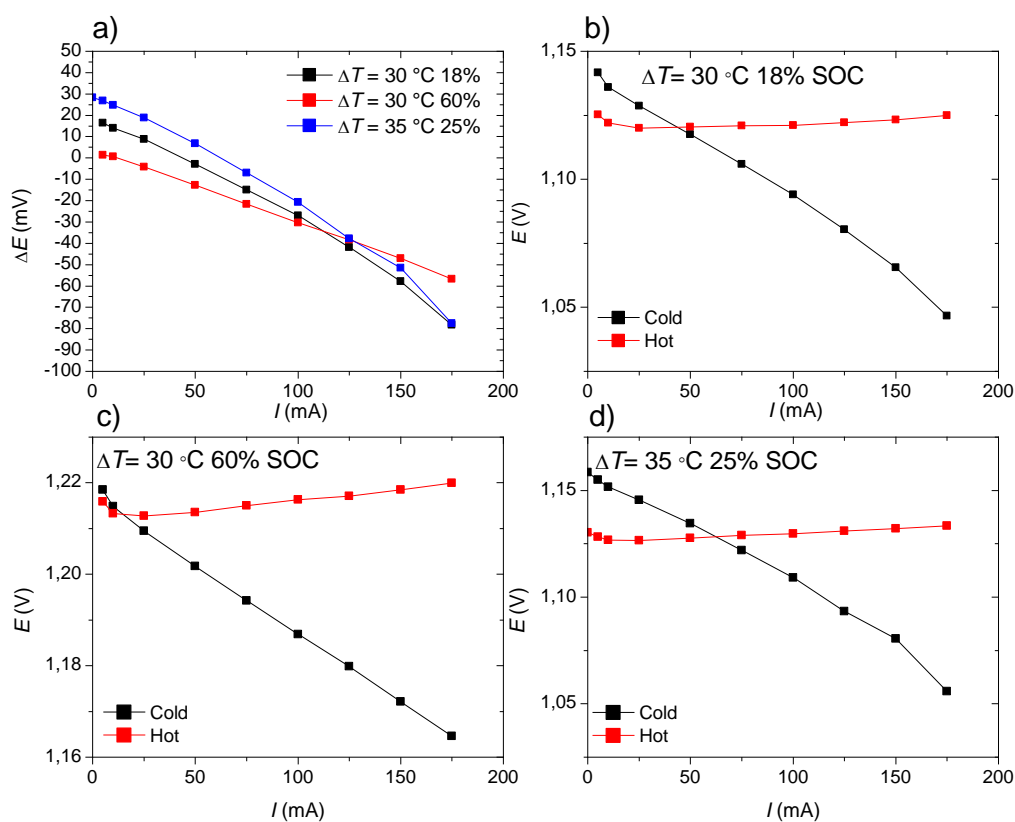 a)
50
40
30
20
10
0
-10
-20
-30
-40
-50
-60
-70
-80
-90
-100
ΔE (mV)
ΔT = 30 °C 18%
ΔT = 30 °C 60%
ΔT = 35 °C 25%
0 50 100 150 200
I (mA)
b)
ΔT= 30 °C 18% SOC
1,15
1,10
1,05
E (V)
Cold
Hot
0 50 100 150 200
I (mA)
c)
ΔT= 30 °C 60% SOC
1,22
1,20
1,18
1,16
E (V)
Cold
Hot
0 50 100 150 200
I (mA)
d)
ΔT= 35 °C 25% SOC
1,15
1,10
1,05
E (V)
Cold
Hot
0 50 100 150 200
I (mA)